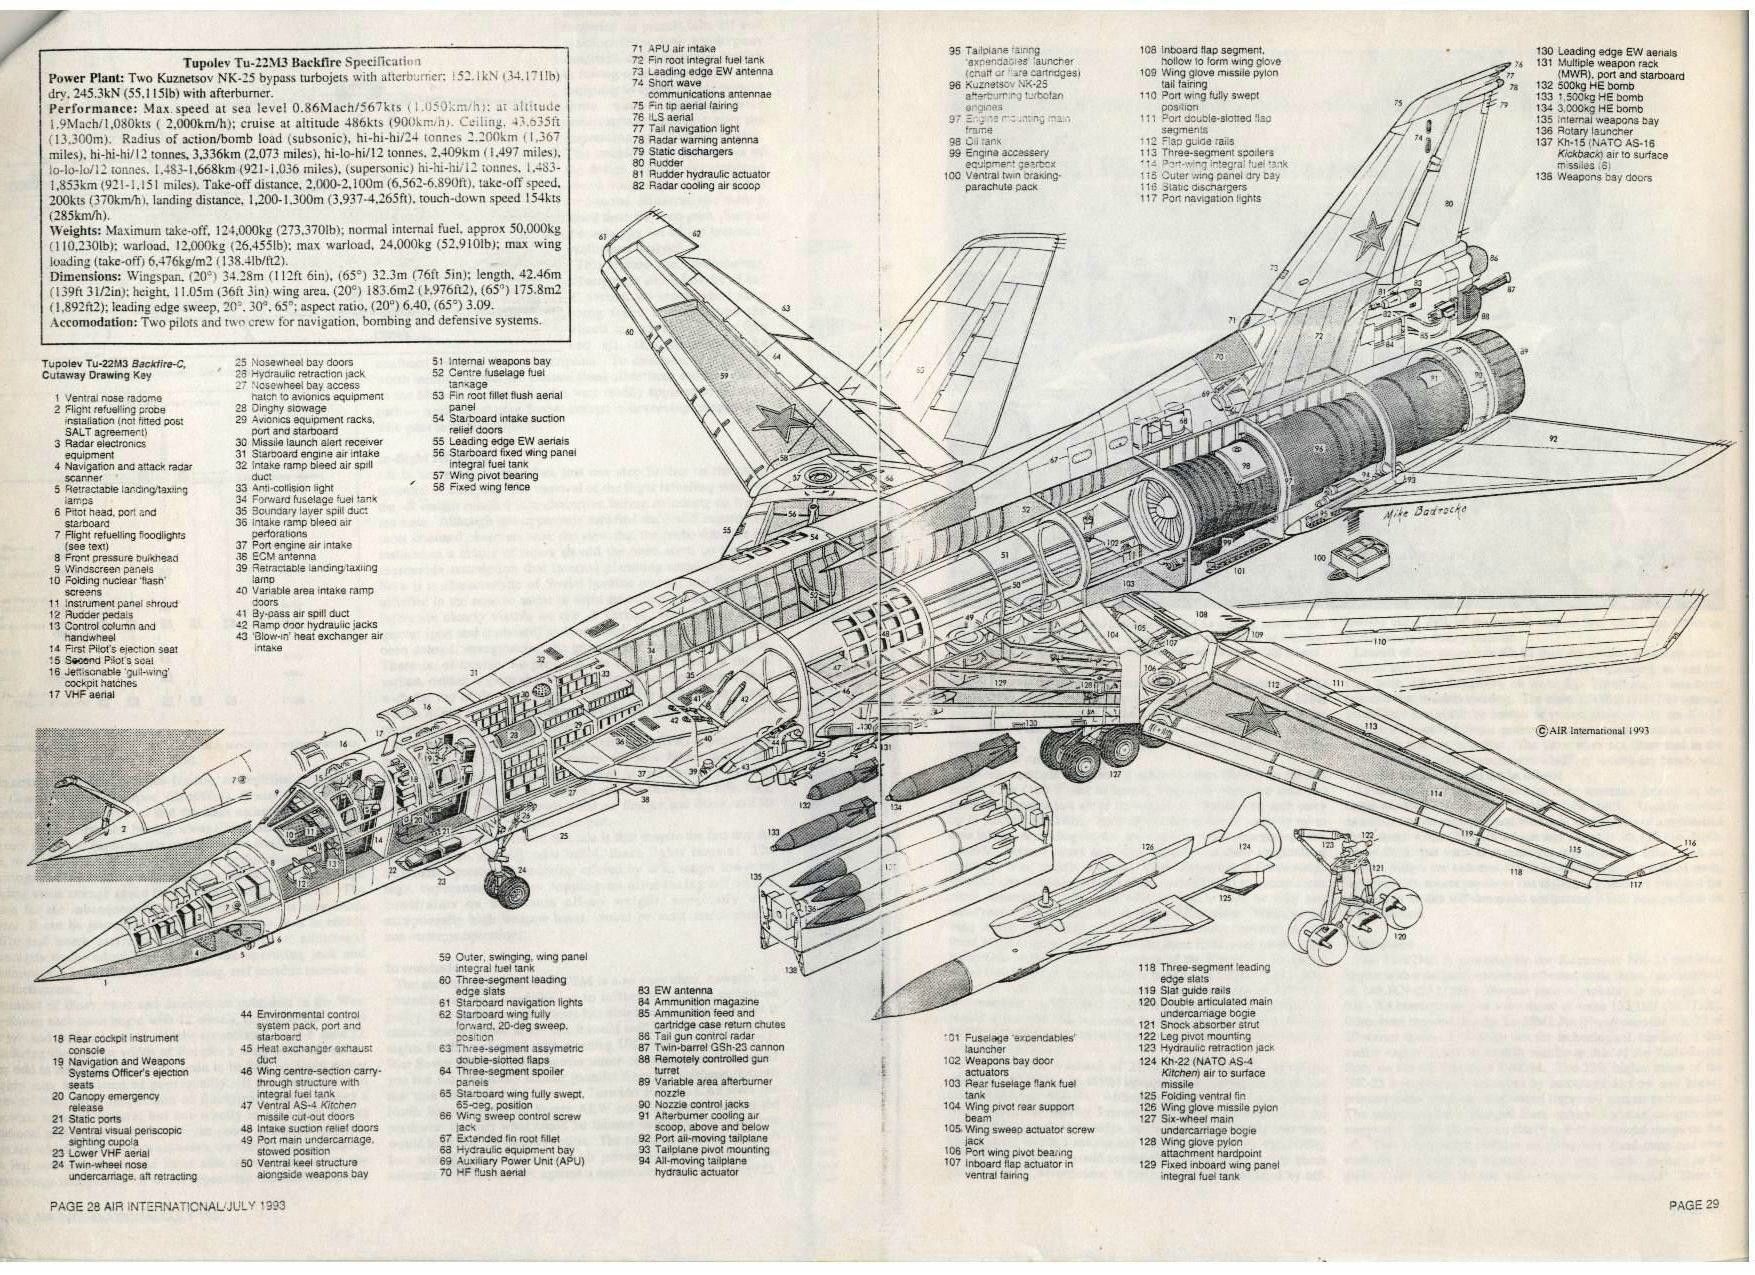 Tupolev Tu-22M3 Backfire Specification
Power Plant: Two Kuznetsov NK-25 bypass turbojets with afterburner; 152.1kN (34,171lb)
dry, 245.3kN (55,115lb) with afterburner.
Performance: Max speed at sea level 0.86Mach/567kts (1,050km/h); at altitude
1.9Mach/1,080kts ( 2,000km/h); cruise at altitude 486kts (900km/h). Ceiling, 43,635ft
(13,300m). Radius of action/bomb load (subsonic), hi-hi-hi/24 tonnes 2,200km (1,367
miles), hi-hi-hi/12 tonnes, 3,336km (2,073 miles), hi-lo-hi/12 tonnes, 2,409km (1,497 miles),
lo-lo-lo/12 tonnes, 1,483-1,668km (921-1,036 miles), (supersonic) hi-hi-hi/12 tonnes, 1,483-
1,853km (921-1,151 miles). Take-off distance, 2,000-2,100m (6,562-6,890ft), take-off speed,
200kts (370km/h), landing distance, 1,200-1,300m (3,937-4,265ft), touch-down speed 154kts
(285km/h).
Weights: Maximum take-off, 124,000kg (273,370lb); normal internal fuel, approx 50,000kg
(110,230lb); warload, 12,000kg (26,455lb); max warload, 24,000kg (52,910lb); max wing
loading (take-off) 6,476kg/m2 (138.4lb/ft2).
Dimensions: Wingspan, (20°) 34.28m (112ft 6in), (65°) 32.3m (76ft 5in); length, 42.46m
(139ft 31/2in); height, 11.05m (36ft 3in) wing area, (20°) 183.6m2 (1,976ft2), (65°) 175.8m2
(1,892ft2); leading edge sweep, 20°, 30°, 65°; aspect ratio, (20°) 6.40, (65°) 3.09.
Accomodation: Two pilots and two crew for navigation, bombing and defensive systems.
Tupolev Tu-22M3 Backfire-C,
Cutaway Drawing Key
1 Ventral nose radome
2 Flight refuelling probe
installation (not fitted post
SALT agreement)
3 Radar electronics
equipment
4 Navigation and attack radar
scanner
5 Retractable landing/taxiing
lamps
6 Pitot head, port and
starboard
7 Flight refuelling floodlights
(see text)
8 Front pressure bulkhead
9 Windscreen panels
10 Folding nuclear 'flash'
screens
11 Instrument panel shroud
12 Rudder pedals
13 Control column and
handwheel
14 First Pilot's ejection seat
15 Second Pilot's seat
16 Jettisonable 'gull-wing'
cockpit hatches
17 VHF aerial
18 Rear cockpit instrument
console
19 Navigation and Weapons
Systems Officer's ejection
seats
20 Canopy emergency
release
21 Static ports
22 Ventral visual periscopic
sighting cupola
23 Lower VHF aerial
24 Twin-wheel nose
undercarriage, aft retracting
25 Nosewheel bay doors
26 Hydraulic retraction jack
27 Nosewheel bay access
hatch to avionics equipment
28 Dinghy stowage
29 Avionics equipment racks,
port and starboard
30 Missile launch alert receiver
31 Starboard engine air intake
32 Intake ramp bleed air spill
duct
33 Anti-collision light
34 Forward fuselage fuel tank
35 Boundary layer spill duct
36 Intake ramp bleed air
perforations
37 Port engine air intake
38 ECM antenna
39 Retractable landing/taxiing
lamp
40 Variable area intake ramp
doors
41 By-pass air spill duct
42 Ramp door hydraulic jacks
43 'Blow-in' heat exchanger air
intake
44 Environmental control
system pack, port and
starboard
45 Heat exchanger exhaust
duct
46 Wing centre-section carry-
through structure with
integral fuel tank
47 Ventral AS-4 Kitchen
missile cut-out doors
48 Intake suction relief doors
49 Port main undercarriage,
stowed position
50 Ventral keel structure
alongside weapons bay
51 Internal weapons bay
52 Centre fuselage fuel
tankage
53 Fin root fillet flush aerial
panel
54 Starboard intake suction
relief doors
55 Leading edge EW aerials
56 Starboard fixed wing panel
integral fuel tank
57 Wing pivot bearing
58 Fixed wing fence
59 Outer, swinging, wing panel
integral fuel tank
60 Three-segment leading
edge slats
61 Starboard navigation lights
62 Starboard wing fully
forward, 20-deg sweep,
position
63 Three-segment assymetric
double-slotted flaps
64 Three-segment spoiler
panels
65 Starboard wing fully swept,
65-deg, position
66 Wing sweep control screw
jack
67 Extended fin root fillet
68 Hydraulic equipment bay
69 Auxiliary Power Unit (APU)
70 HF flush aerial
71 APU air intake
72 Fin root integral fuel tank
73 Leading edge EW antenna
74 Short wave
communications antennae
75 Fin tip aerial fairing
76 ILS aerial
77 Tail navigation light
78 Radar warning antenna
79 Static dischargers
80 Rudder
81 Rudder hydraulic actuator
82 Radar cooling air scoop
83 EW antenna
84 Ammunition magazine
85 Ammunition feed and
cartridge case return chutes
86 Tail gun control radar
87 Twin-barrel GSh-23 cannon
88 Remotely controlled gun
turret
89 Variable area afterburner
nozzle
90 Nozzle control jacks
91 Afterburner cooling air
scoop, above and below
92 Port all-moving tailplane
93 Tailplane pivot mounting
94 All-moving tailplane
hydraulic actuator
95 Tailplane fairing
'expendables' launcher
(chaff or flare cartridges)
96 Kuznetsov NK-25
afterburning turbofan
engines
97 Engine mounting main
frame
98 Oil tank
99 Engine accessery
equipment gearbox
100 Ventral twin braking-
parachute pack
101 Fuselage 'expendables'
launcher
102 Weapons bay door
actuators
103 Rear fuselage flank fuel
tank
104 Wing pivot rear support
beam
105 Wing sweep actuator screw
jack
106 Port wing pivot bearing
107 Inboard flap actuator in
ventral fairing
108 Inboard flap segment,
hollow to form wing glove
109 Wing glove missile pylon
tail fairing
110 Port wing fully swept
position
111 Port double-slotted flap
segments
112 Flap guide rails
113 Three-segment spoilers
114 Port-wing integral fuel tank
115 Outer wing panel dry bay
116 Static dischargers
117 Port navigation lights
118 Three-segment leading
edge slats
119 Slat guide rails
120 Double articulated main
undercarriage bogie
121 Shock absorber strut
122 Leg pivot mounting
123 Hydraulic retraction jack
124 Kh-22 (NATO AS-4
Kitchen) air to surface
missile
125 Folding ventral fin
126 Wing glove missile pylon
127 Six-wheel main
undercarriage bogie
128 Wing glove pylon
attachment hardpoint
129 Fixed inboard wing panel
integral fuel tank
130 Leading edge EW aerials
131 Multiple weapon rack
(MWR), port and starboard
132 500kg HE bomb
133 1,500kg HE bomb
134 3,000kg HE bomb
135 Internal weapons bay
136 Rotary launcher
137 Kh-15 (NATO AS-16
Kickback) air to surface
missiles (6)
138 Weapons bay doors
Mike Badrocke
©AIR International 1993
PAGE 28 AIR INTERNATIONAL/JULY 1993
PAGE 29